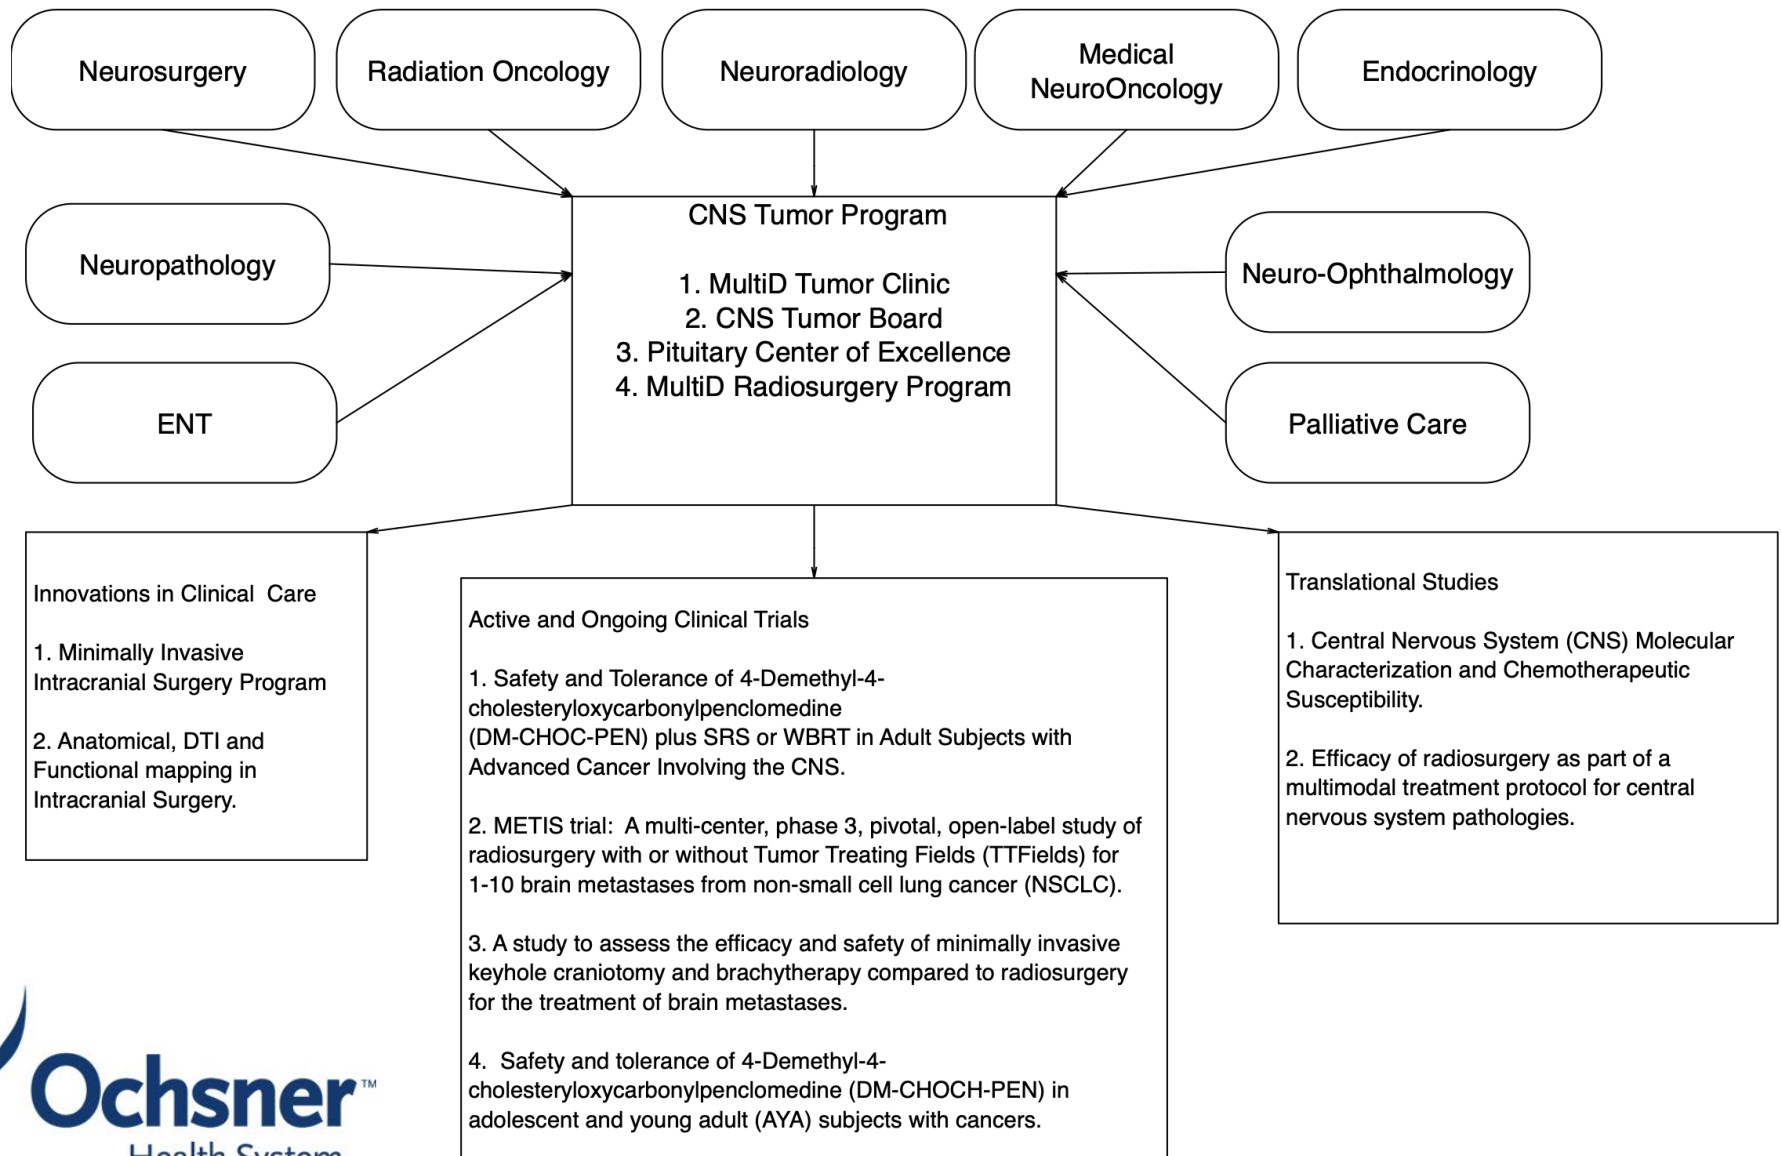 Neurosurgery
Radiation Oncology
Neuroradiology
Medical
NeuroOncology
Endocrinology
Neuropathology
ENT
CNS Tumor Program
1. MultiD Tumor Clinic
2. CNS Tumor Board
3. Pituitary Center of Excellence
4. MultiD Radiosurgery Program
Neuro-Ophthalmology
Palliative Care
Innovations in Clinical  Care
1. Minimally Invasive
Intracranial Surgery Program
2. Anatomical, DTI and
Functional mapping in
Intracranial Surgery.
Active and Ongoing Clinical Trials
1. Safety and Tolerance of 4-Demethyl-4-
cholesteryloxycarbonylpenclomedine
(DM-CHOC-PEN) plus SRS or WBRT in Adult Subjects with
Advanced Cancer Involving the CNS.
2. METIS trial:  A multi-center, phase 3, pivotal, open-label study of
radiosurgery with or without Tumor Treating Fields (TTFields) for
1-10 brain metastases from non-small cell lung cancer (NSCLC).
3. A study to assess the efficacy and safety of minimally invasive
keyhole craniotomy and brachytherapy compared to radiosurgery
for the treatment of brain metastases.
4.  Safety and tolerance of 4-Demethyl-4-
cholesteryloxycarbonylpenclomedine (DM-CHOCH-PEN) in
adolescent and young adult (AYA) subjects with cancers.
Translational Studies
1. Central Nervous System (CNS) Molecular
Characterization and Chemotherapeutic
Susceptibility.
2. Efficacy of radiosurgery as part of a
multimodal treatment protocol for central
nervous system pathologies.
Ochsner™
Health System